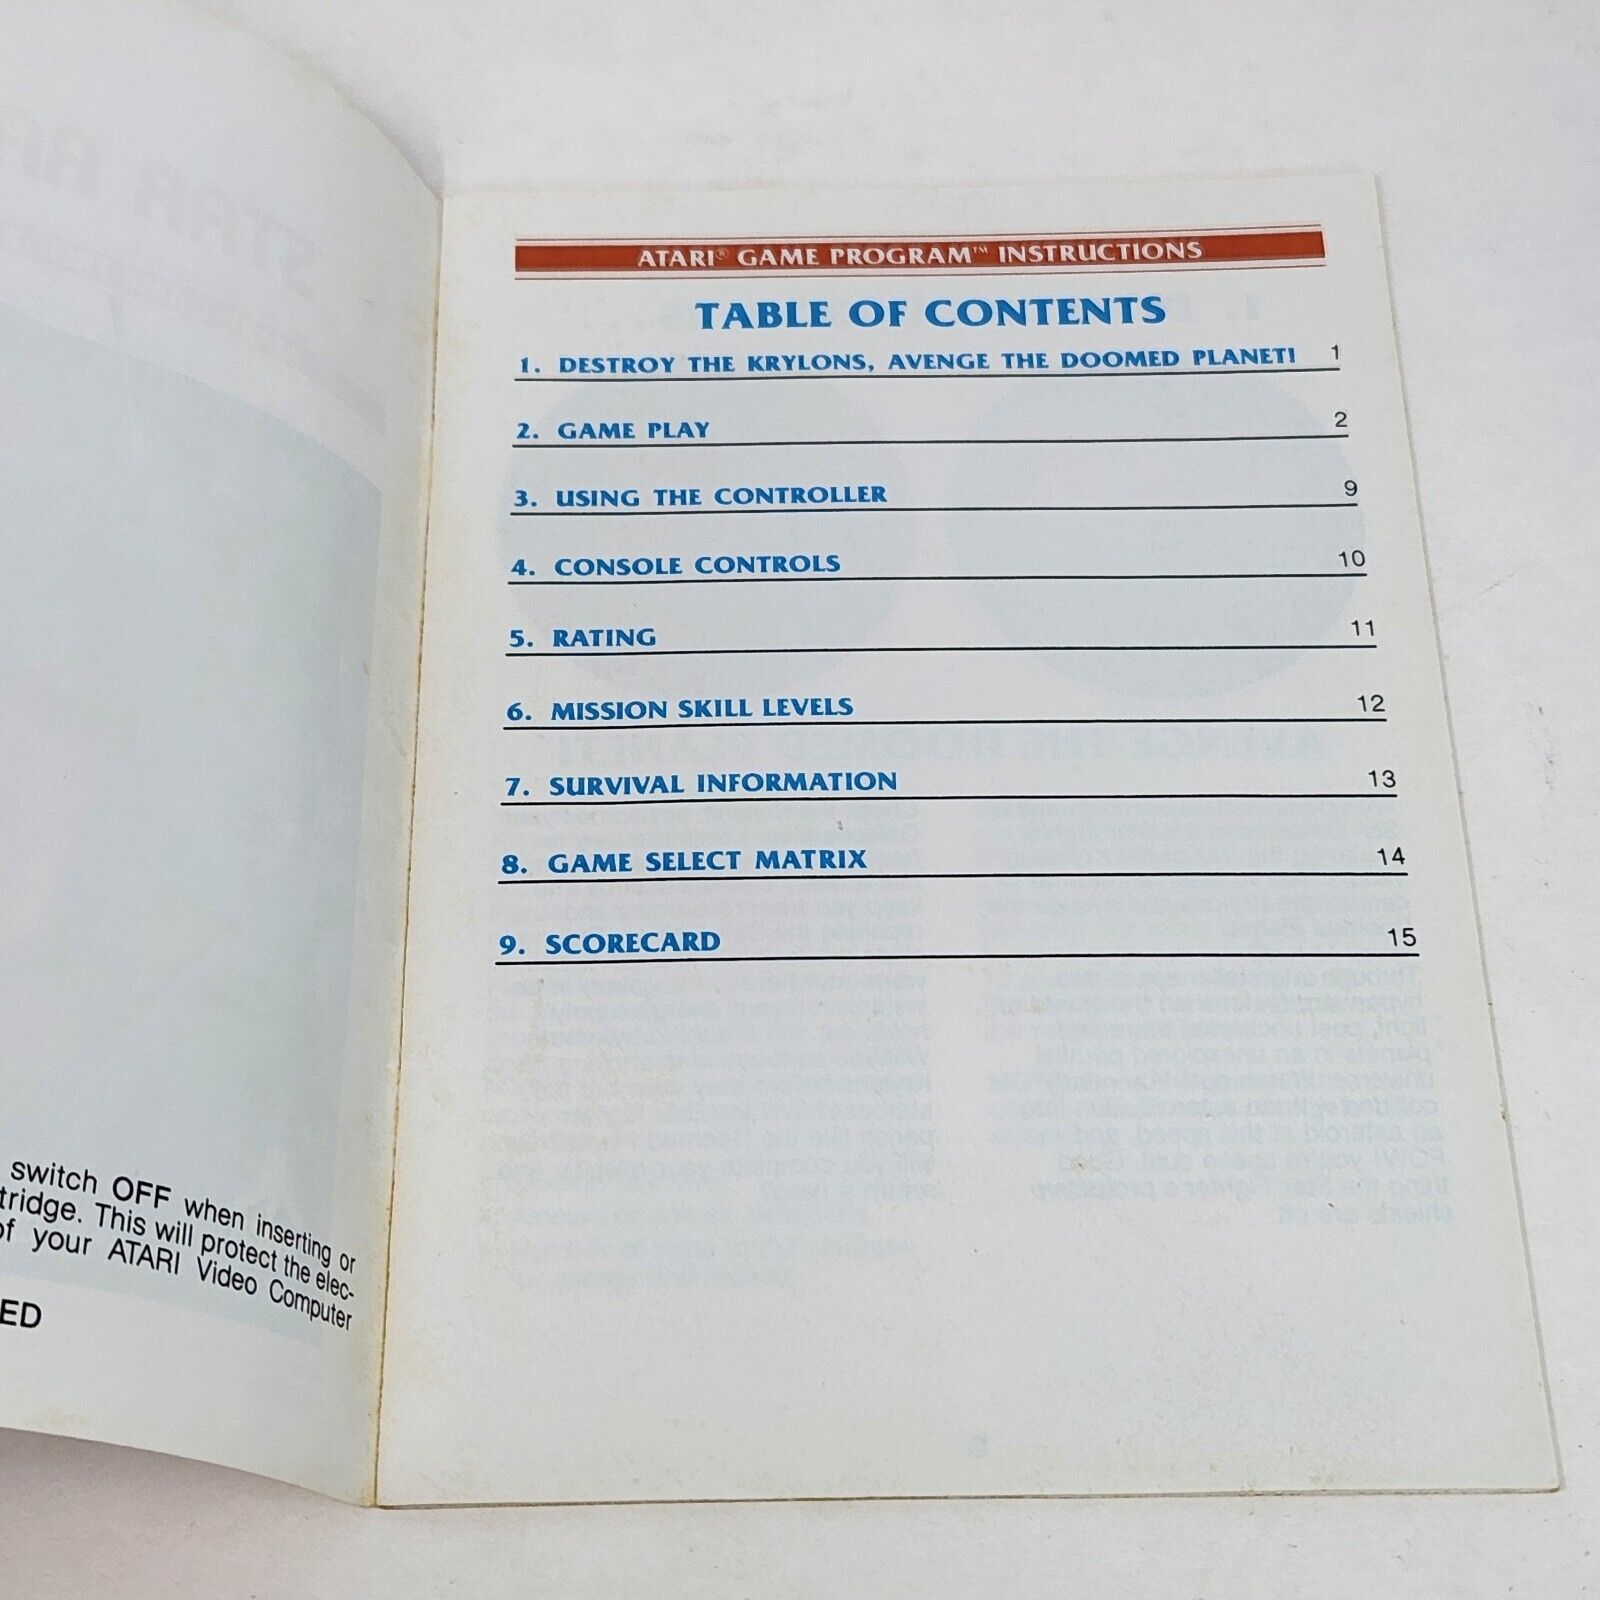 switch OFF when inserting or
This will protect the elec-
of your ATARI Video Computer
ATARI® GAME PROGRAM™ INSTRUCTIONS
TABLE OF CONTENTS
1. DESTROY THE KRYLONS, AVENGE THE DOOMED PLANET! 1
2. GAME PLAY 2
3. USING THE CONTROLLER 9
4. CONSOLE CONTROLS 10
5. RATING 11
6. MISSION SKILL LEVELS 12
7. SURVIVAL INFORMATION 13
8. GAME SELECT MATRIX 14
9. SCORECARD 15